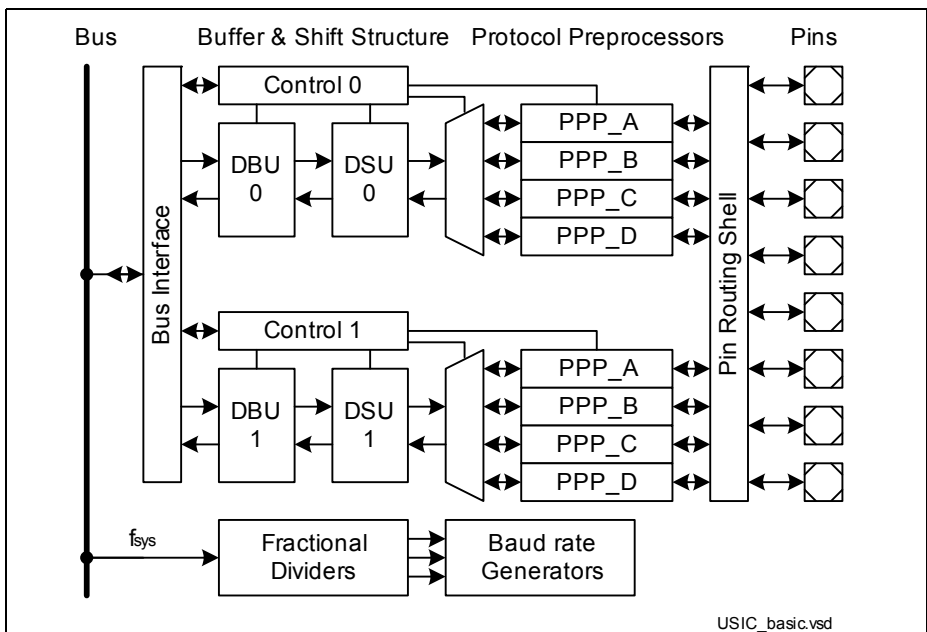 Bus
Buffer & Shift Structure
Protocol Preprocessors
Pins
Bus Interface
Control 0
DBU
0
DSU
0
PPP_A
PPP_B
PPP_C
PPP_D
Pin Routing Shell
Control 1
DBU
1
DSU
1
PPP_A
PPP_B
PPP_C
PPP_D
fsys
Fractional
Dividers
Baud rate
Generators
USIC_basic.vsd